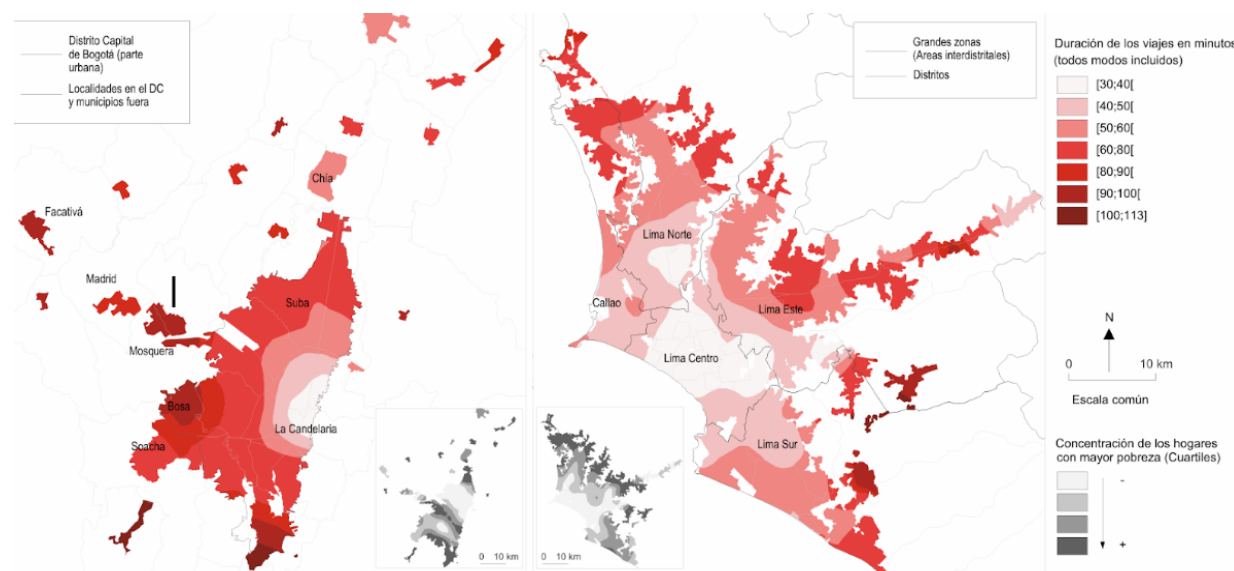 Distrito Capital
de Bogotá (parte
urbana)
Localidades en el DC
y municipios fuera
Chía
Facativá
Madrid
Suba
Mosquera
Bosa
La Candelaria
Soacha
0 10 km
Grandes zonas
(Areas interdistritales)
Distritos
Lima Norte
Callao
Lima Este
Lima Centro
Lima Sur
0 10 km
Duración de los viajes en minutos
(todos modos incluidos)
[30;40[
[40;50[
[50;60[
[60;80[
[80;90[
[90;100[
[100;113]
N
0 10 km
Escala común
Concentración de los hogares
con mayor pobreza (Cuartiles)
-
+